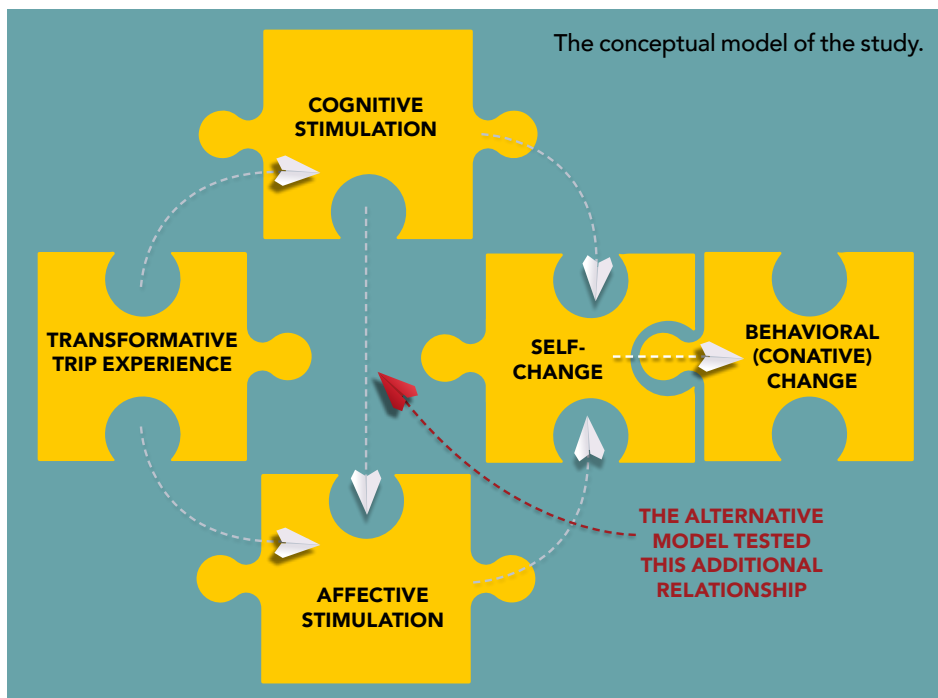 The conceptual model of the study.
COGNITIVE
STIMULATION
TRANSFORMATIVE
TRIP EXPERIENCE
SELF-
CHANGE
BEHAVIORAL
(CONATIVE)
CHANGE
THE ALTERNATIVE
MODEL TESTED
THIS ADDITIONAL
RELATIONSHIP
AFFECTIVE
STIMULATION